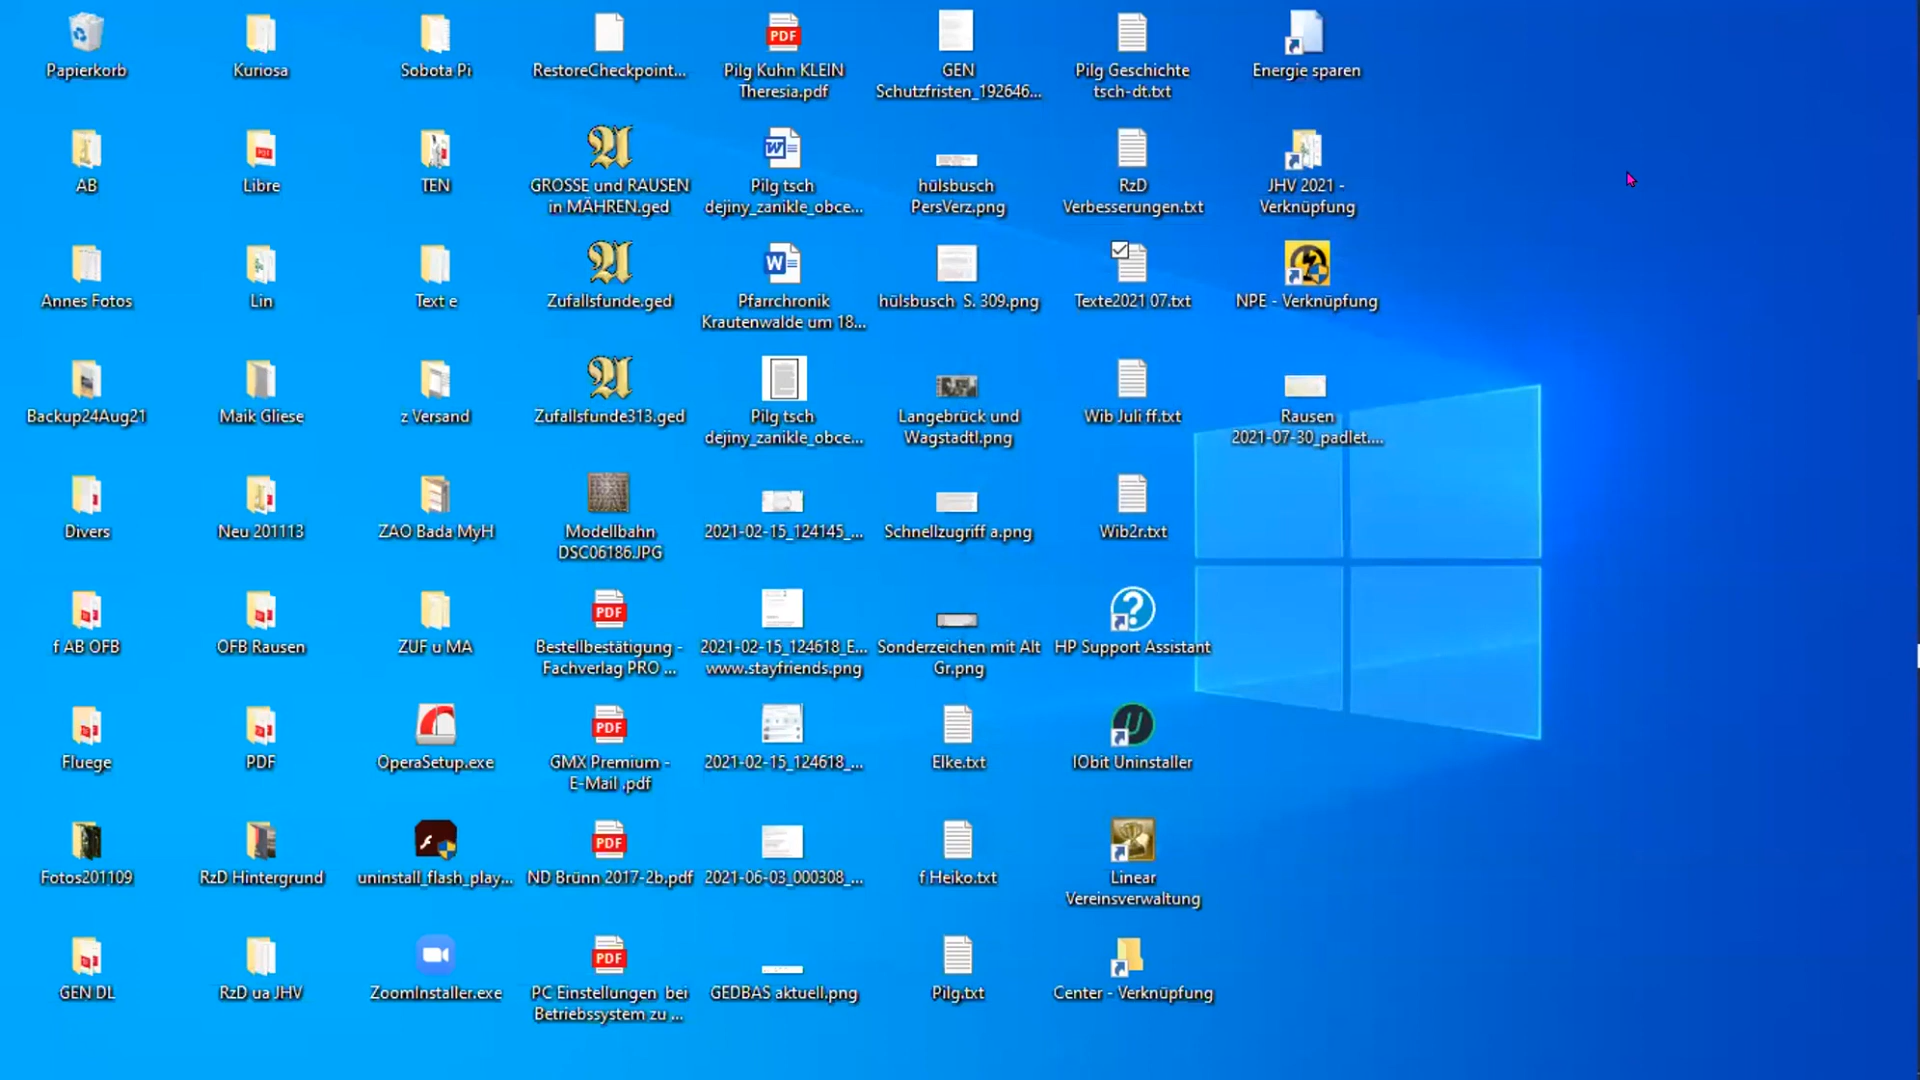 Papierkorb
Kuriosa
Sobota Pi
RestoreCheckpoint...
Pilg Kuhn KLEIN
Theresia.pdf
GEN
Schutzfristen_192646...
Pilg Geschichte
tsch-dt.txt
Energie sparen
AB
Libre
TEN
GROSSE und RAUSEN
in MÄHREN.ged
Pilg tsch
dejiny_zanikle_obce...
hülsbusch
PersVerz.png
RzD
Verbesserungen.txt
JHV 2021 -
Verknüpfung
Annes Fotos
Lin
Text e
Zufallsfunde.ged
Pfarrchronik
Krautenwalde um 18...
hülsbusch S. 309.png
Texte2021 07.txt
NPE - Verknüpfung
Backup24Aug21
Maik Gliese
z Versand
Zufallsfunde313.ged
Pilg tsch
dejiny_zanikle_obce...
Langebrück und
Wagstadtl.png
Wib Juli ff.txt
Rausen
2021-07-30_padlet....
Divers
Neu 201113
ZAO Bada MyH
Modellbahn
DSC06186.JPG
2021-02-15_124145_...
Schnellzugriff a.png
Wib2r.txt
f AB OFB
OFB Rausen
ZUF u MA
PDF
Bestellbestätigung -
Fachverlag PRO ...
2021-02-15_124618_E...
www.stayfriends.png
Sonderzeichen mit Alt
Gr.png
HP Support Assistant
Fluege
PDF
OperaSetup.exe
PDF
GMX Premium -
E-Mail .pdf
2021-02-15_124618_...
Elke.txt
IObit Uninstaller
Fotos201109
RzD Hintergrund
uninstall_flash_play...
PDF
ND Brünn 2017-2b.pdf
2021-06-03_000308_...
f Heiko.txt
Linear
Vereinsverwaltung
GEN DL
RzD ua JHV
ZoomInstaller.exe
PDF
PC Einstellungen bei
Betriebssystem zu ...
GEDBAS aktuell.png
Pilg.txt
Center - Verknüpfung